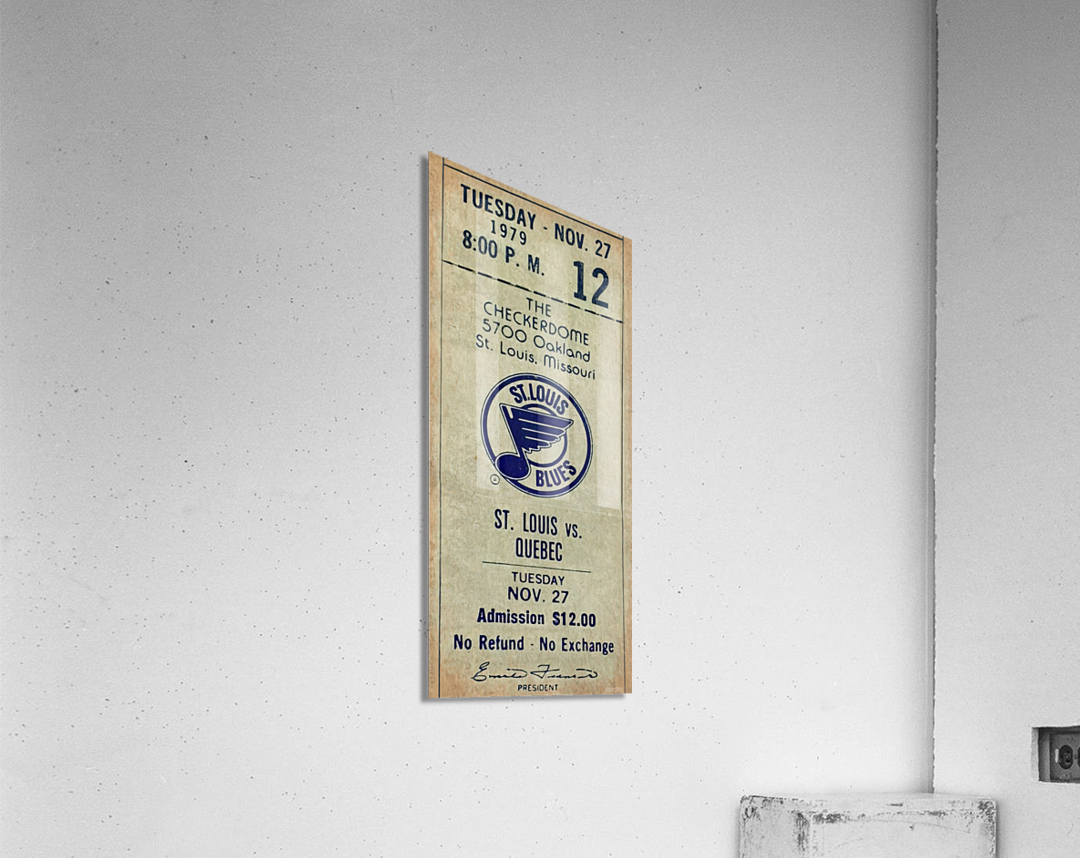 TUESDAY - NOV. 27
1979
8:00 P. M.
12
THE
CHECKERDOME
5700 Oakland
St. Louis, Missouri
ST. LOUIS
BLUES
ST. LOUIS vs.
QUEBEC
TUESDAY
NOV. 27
Admission $12.00
No Refund - No Exchange
PRESIDENT